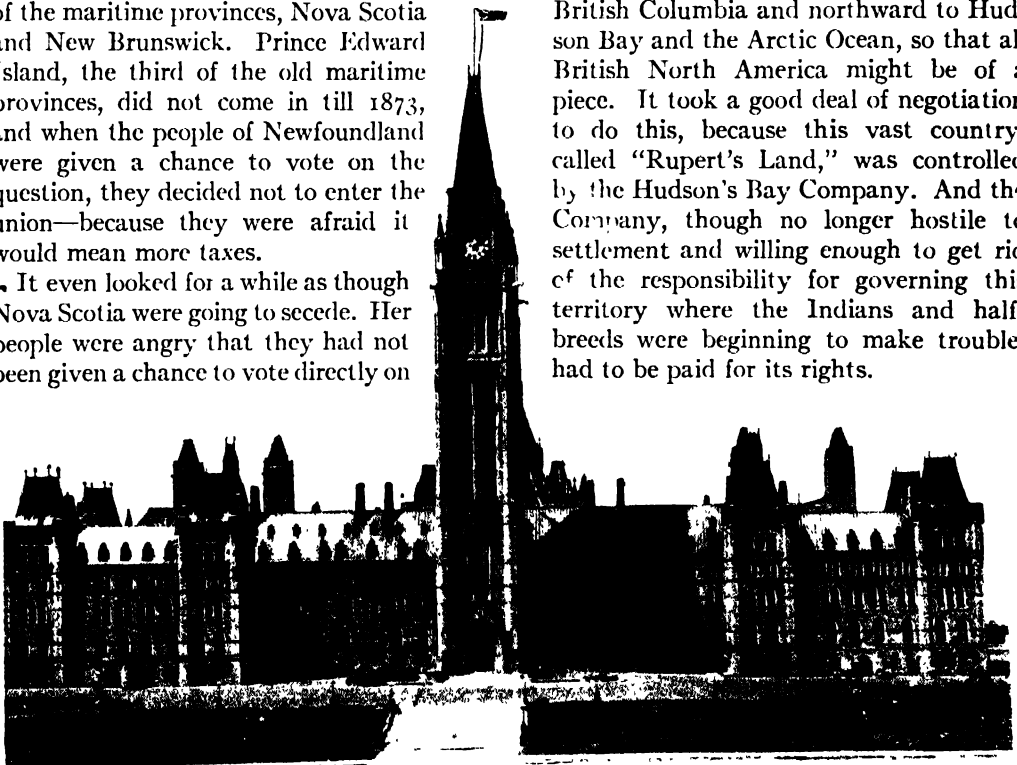 of the maritime provinces, Nova Scotia
and New Brunswick. Prince Edward
Island, the third of the old maritime
provinces, did not come in till 1873,
and when the people of Newfoundland
were given a chance to vote on the
question, they decided not to enter the
union—because they were afraid it
would mean more taxes.
It even looked for a while as though
Nova Scotia were going to secede. Her
people were angry that they had not
been given a chance to vote directly on
British Columbia and northward to Hud
son Bay and the Arctic Ocean, so that al
British North America might be of a
piece. It took a good deal of negotiation
to do this, because this vast country
called "Rupert's Land," was controlled
by the Hudson's Bay Company. And the
Company, though no longer hostile to
settlement and willing enough to get rid
of the responsibility for governing thi
territory where the Indians and half
breeds were beginning to make trouble
had to be paid for its rights.